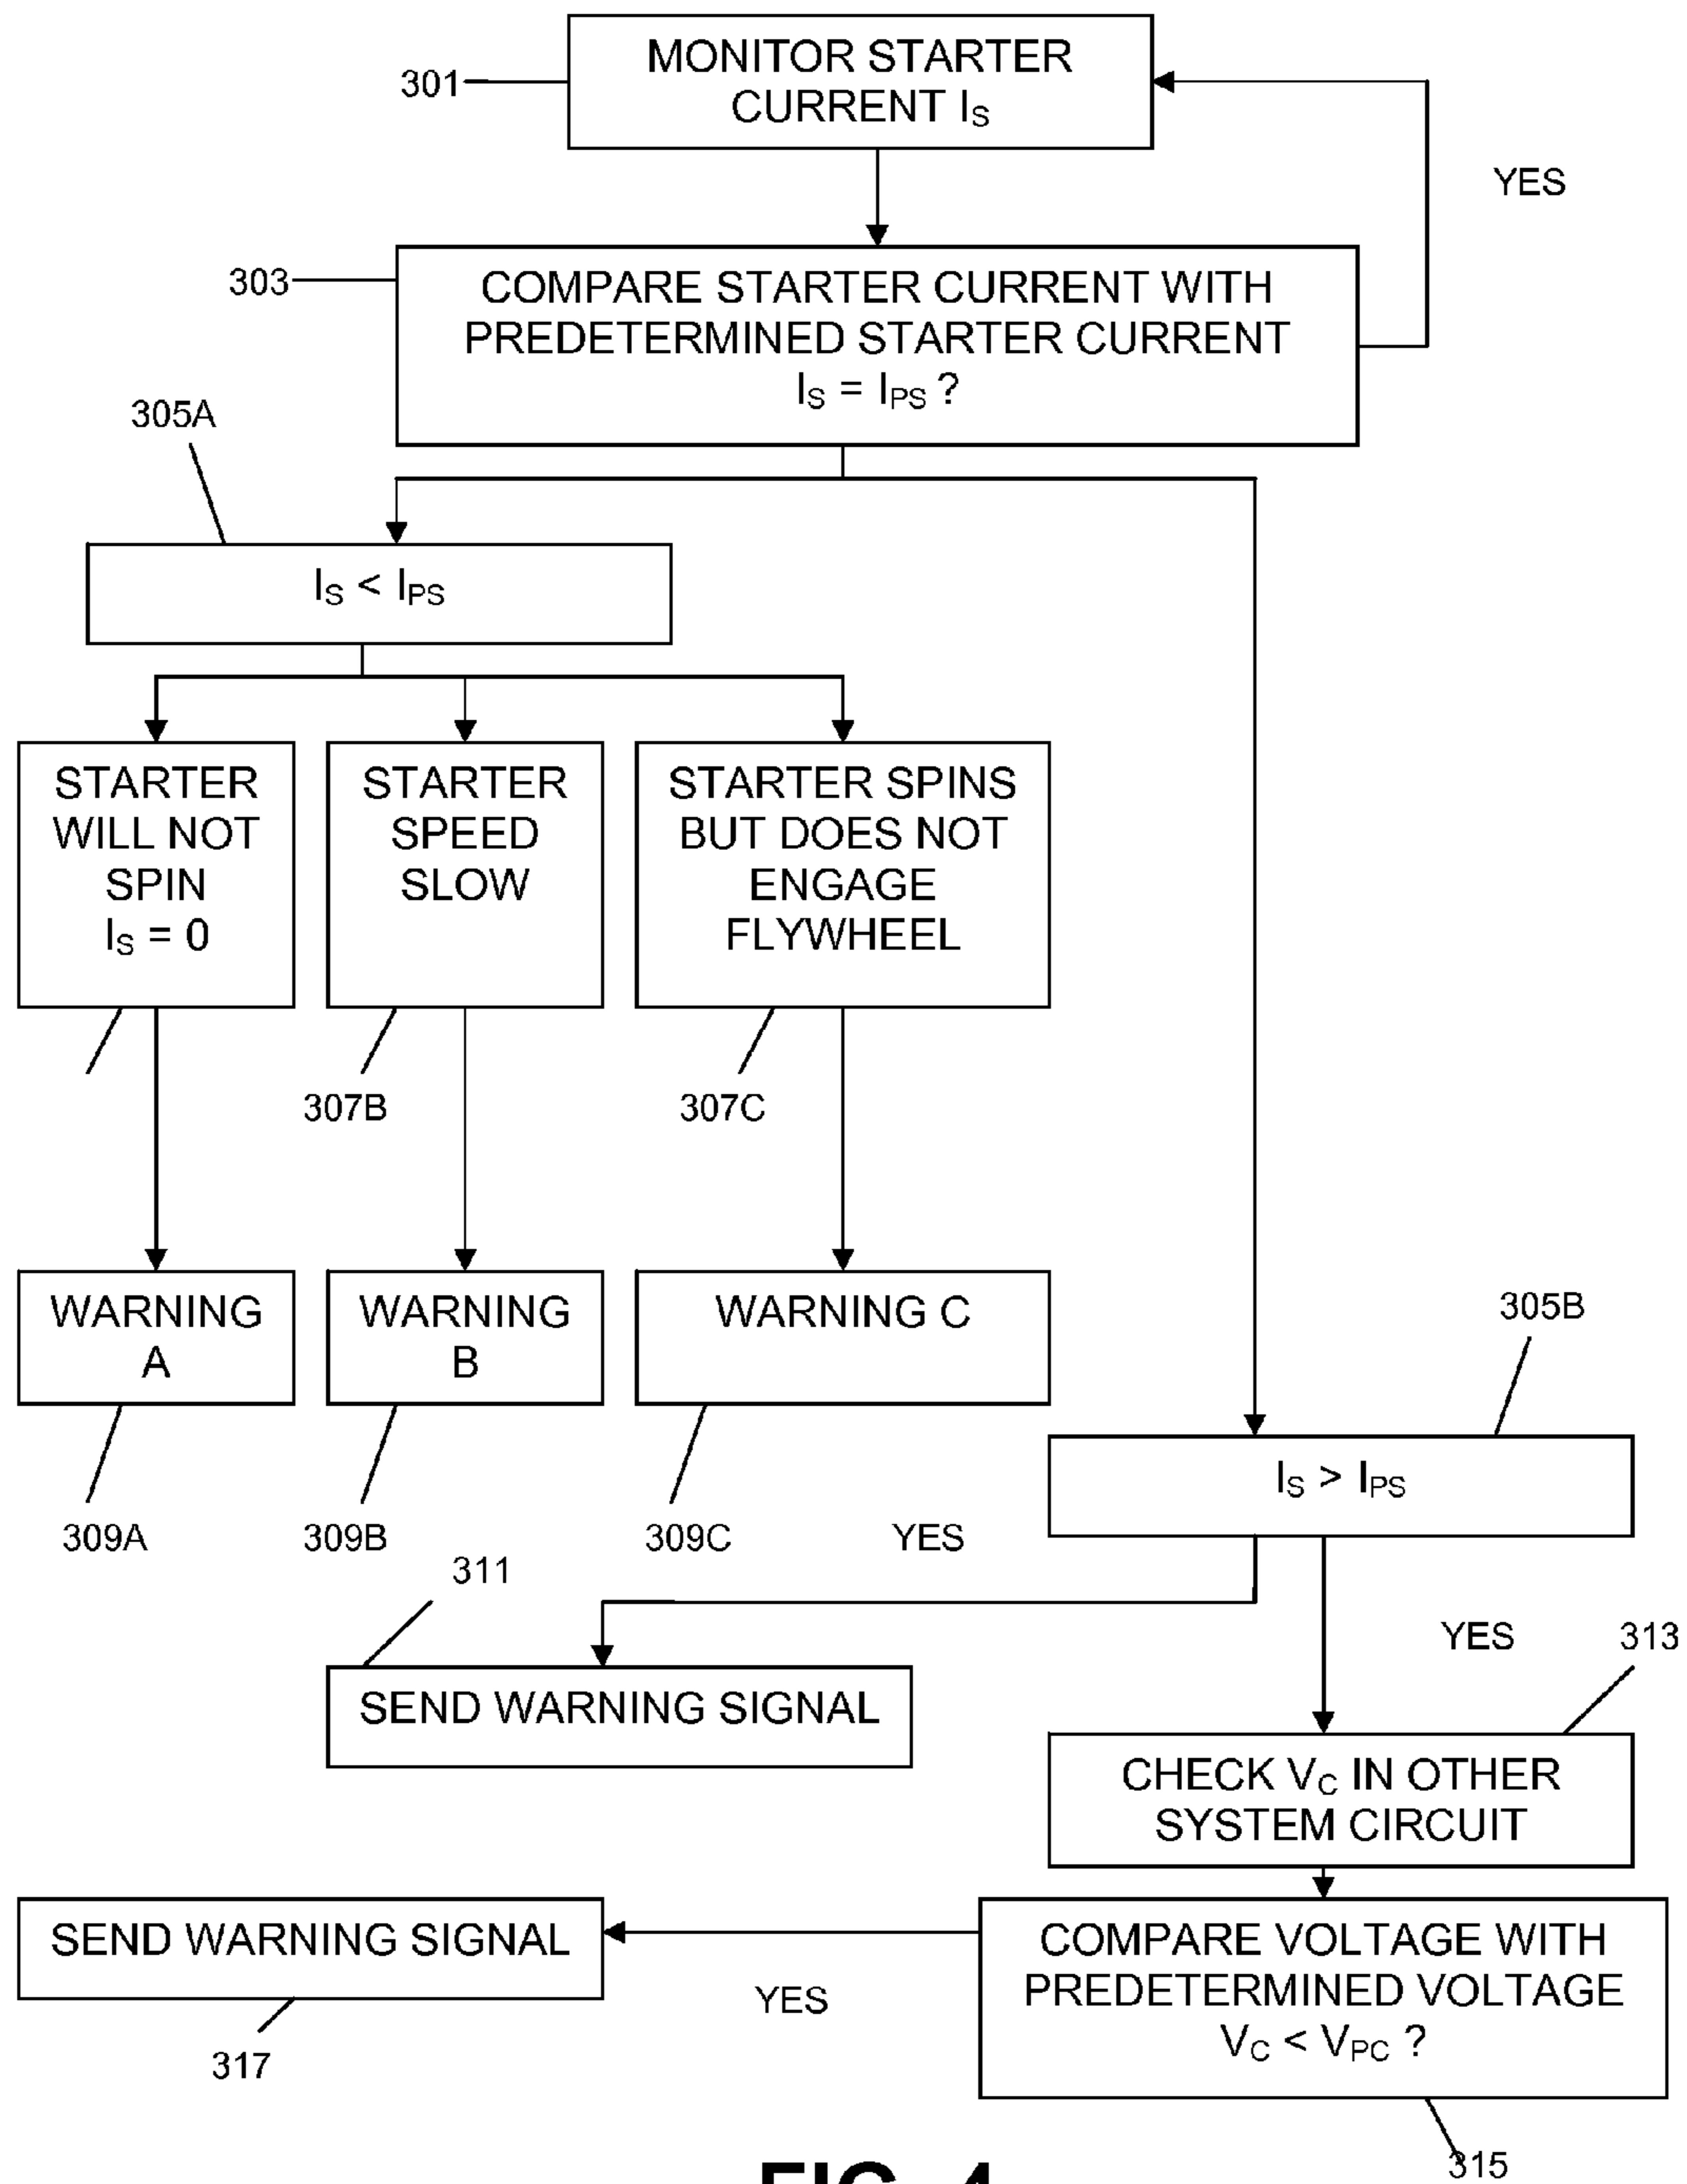 MONITOR STARTER
CURRENT IS
301
YES
303
COMPARE STARTER CURRENT WITH
PREDETERMINED STARTER CURRENT
IS = IPS ?
305A
IS < IPS
STARTER
WILL NOT
SPIN
IS = 0
STARTER
SPEED
SLOW
STARTER SPINS
BUT DOES NOT
ENGAGE
FLYWHEEL
307B
307C
WARNING
A
WARNING
B
WARNING C
305B
IS > IPS
309A
309B
309C
YES
311
YES
313
SEND WARNING SIGNAL
CHECK VC IN OTHER
SYSTEM CIRCUIT
SEND WARNING SIGNAL
YES
COMPARE VOLTAGE WITH
PREDETERMINED VOLTAGE
VC < VPC ?
317
315
FIG. 4